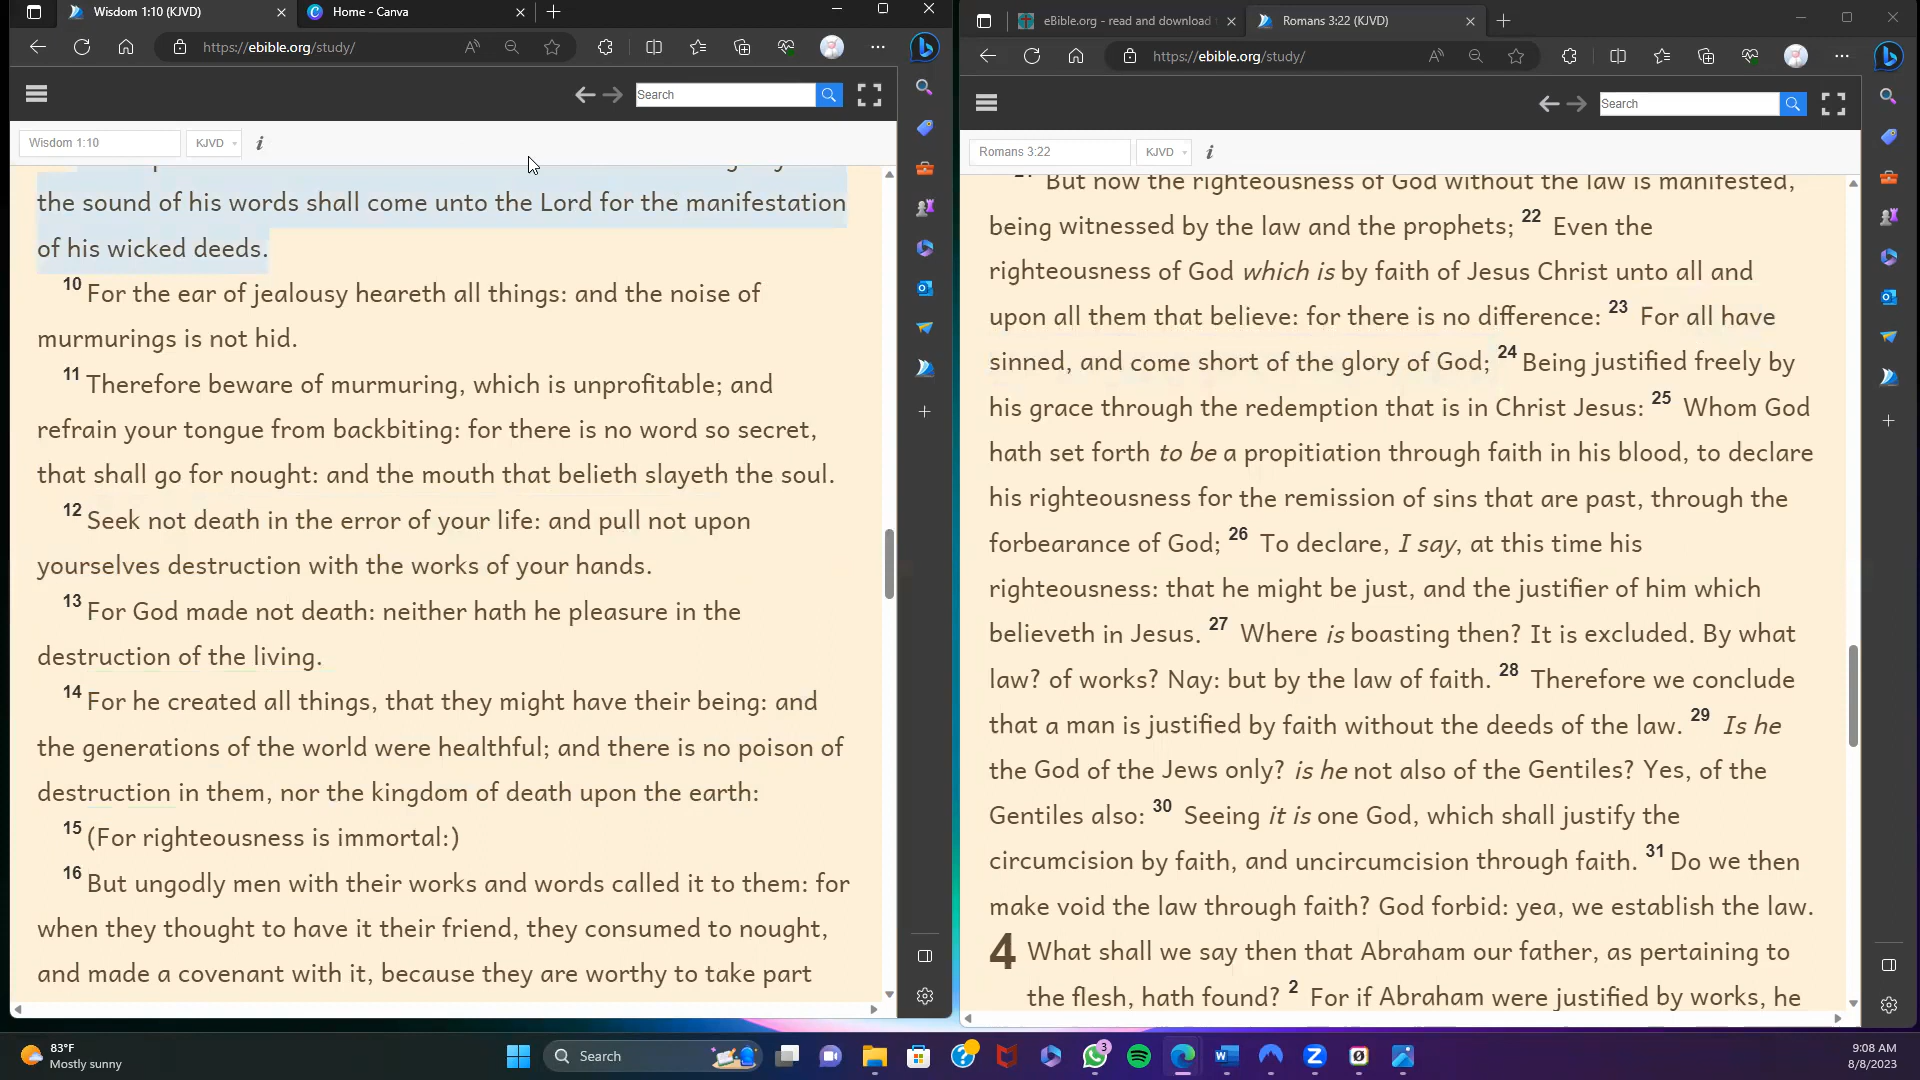 Wisdom 1:10 (KJVD)
Home - Canva
https://ebible.org/study/
Search
Wisdom 1:10
KJVD
i
the sound of his words shall come unto the Lord for the manifestation
of his wicked deeds.
10 For the ear of jealousy heareth all things: and the noise of
murmurings is not hid.
11 Therefore beware of murmuring, which is unprofitable; and
refrain your tongue from backbiting: for there is no word so secret,
that shall go for nought: and the mouth that belieth slayeth the soul.
12 Seek not death in the error of your life: and pull not upon
yourselves destruction with the works of your hands.
13 For God made not death: neither hath he pleasure in the
destruction of the living.
14 For he created all things, that they might have their being: and
the generations of the world were healthful; and there is no poison of
destruction in them, nor the kingdom of death upon the earth:
15 (For righteousness is immortal:)
16 But ungodly men with their works and words called it to them: for
when they thought to have it their friend, they consumed to nought,
and made a covenant with it, because they are worthy to take part
eBible.org - read and download
Romans 3:22 (KJVD)
https://ebible.org/study/
Search
Romans 3:22
KJVD
i
But now the righteousness of God without the law is manifested,
being witnessed by the law and the prophets; 22 Even the
righteousness of God which is by faith of Jesus Christ unto all and
upon all them that believe: for there is no difference: 23 For all have
sinned, and come short of the glory of God; 24 Being justified freely by
his grace through the redemption that is in Christ Jesus: 25 Whom God
hath set forth to be a propitiation through faith in his blood, to declare
his righteousness for the remission of sins that are past, through the
forbearance of God; 26 To declare, I say, at this time his
righteousness: that he might be just, and the justifier of him which
believeth in Jesus. 27 Where is boasting then? It is excluded. By what
law? of works? Nay: but by the law of faith. 28 Therefore we conclude
that a man is justified by faith without the deeds of the law. 29 Is he
the God of the Jews only? is he not also of the Gentiles? Yes, of the
Gentiles also: 30 Seeing it is one God, which shall justify the
circumcision by faith, and uncircumcision through faith. 31 Do we then
make void the law through faith? God forbid: yea, we establish the law.
4 What shall we say then that Abraham our father, as pertaining to
the flesh, hath found? 2 For if Abraham were justified by works, he
83°F
Mostly sunny
Search
3
9:08 AM
8/8/2023